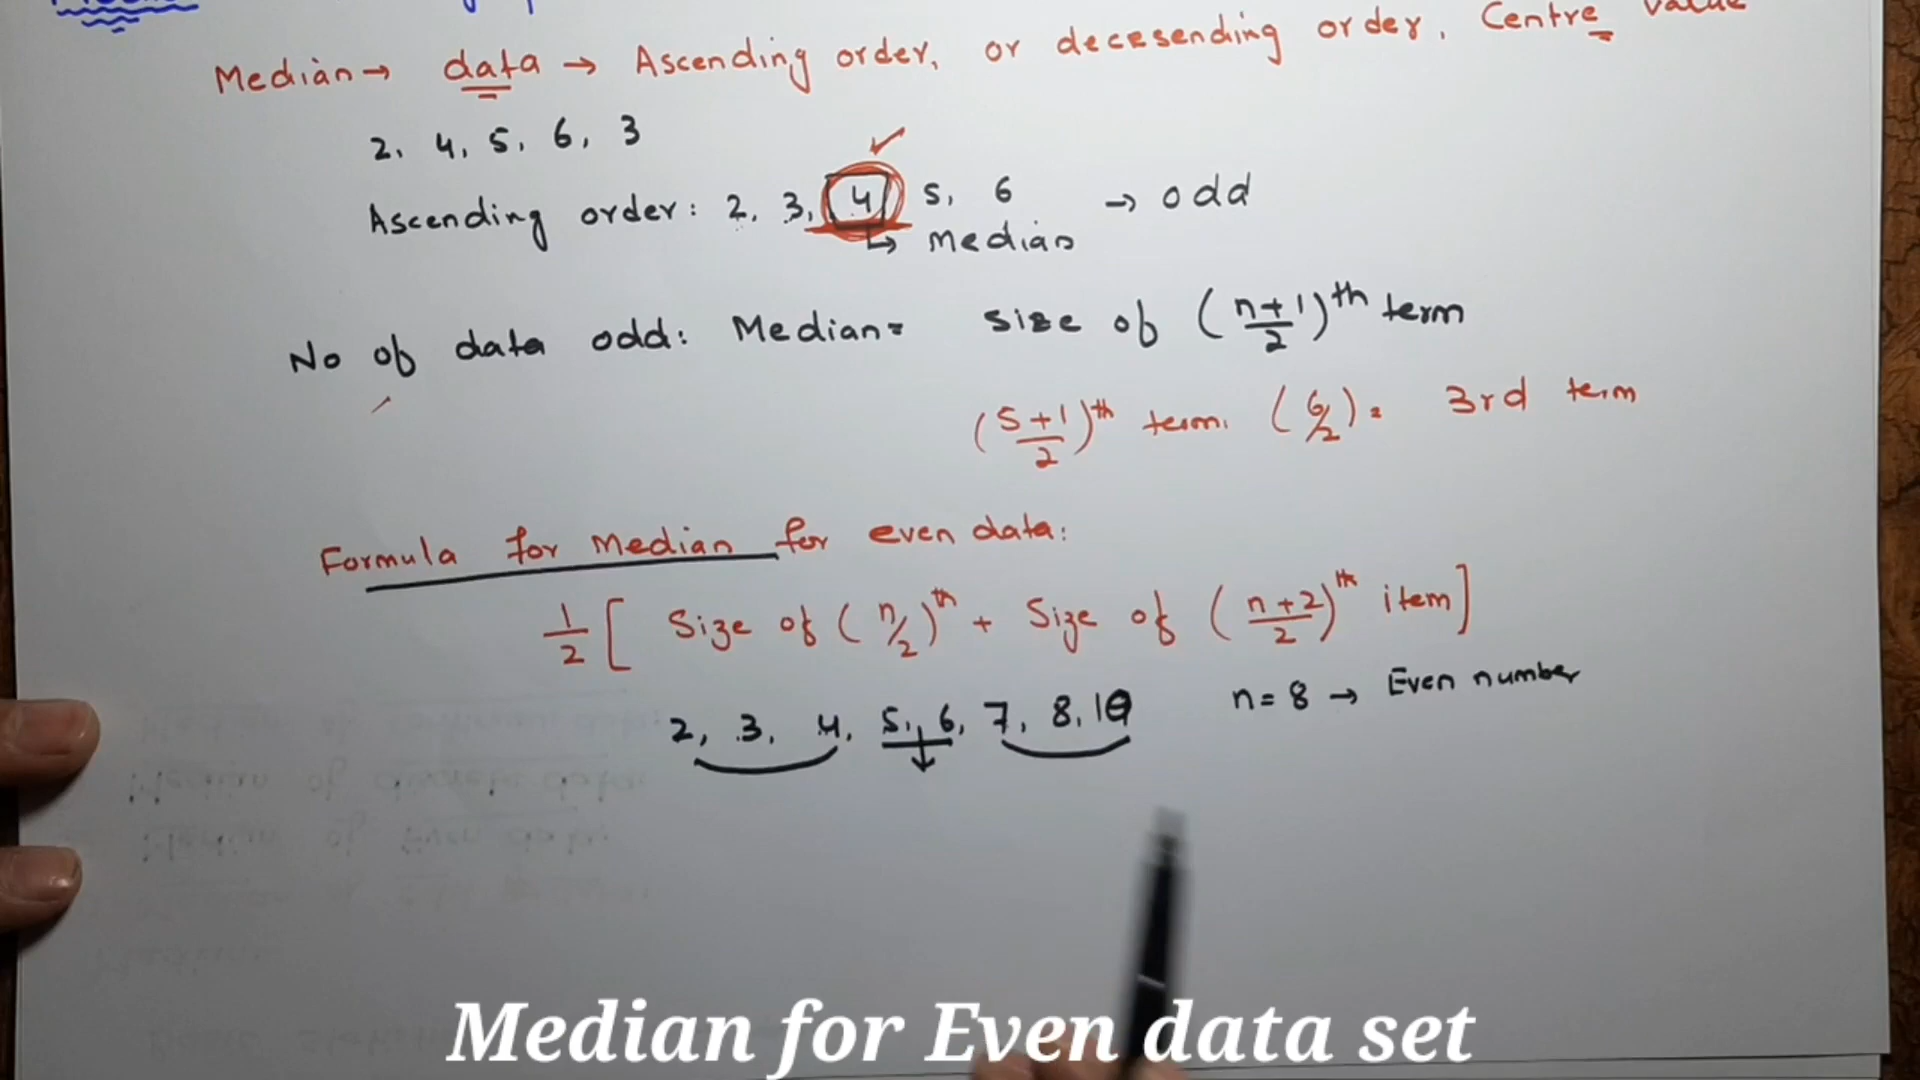 Median → data → Ascending order, or decesending order, Centre value
2, 4, 5, 6, 3
✓
Ascending order: 2, 3, 4 5, 6 → odd
↳ Median
No of data odd: Median = size of (n+1/2)th term
(5+1/2)th term. (6/2) = 3rd term
Formula for Median for even data:
1/2 [ Size of (n/2)th + Size of (n+2/2)th item]
2, 3, 4, 5, 6, 7, 8, 10 n = 8 → Even number
Median for Even data set